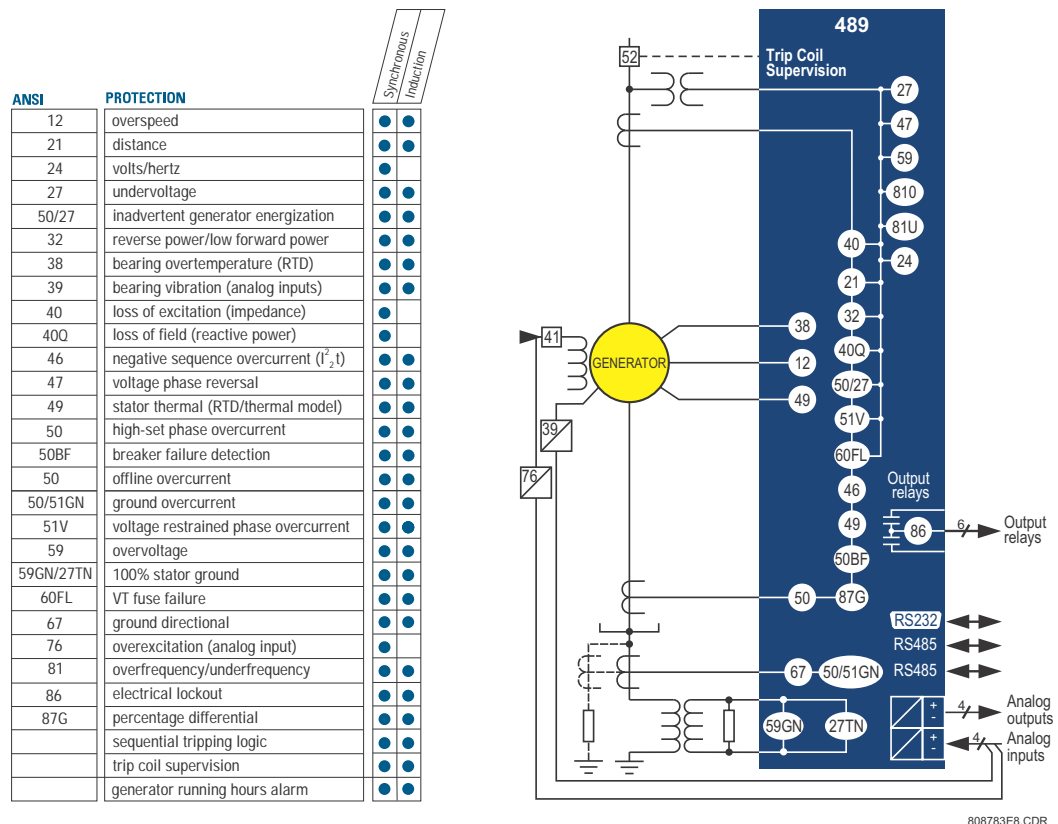 Synchronous
Induction
ANSI PROTECTION
12 overspeed
21 distance
24 volts/hertz
27 undervoltage
50/27 inadvertent generator energization
32 reverse power/low forward power
38 bearing overtemperature (RTD)
39 bearing vibration (analog inputs)
40 loss of excitation (impedance)
40Q loss of field (reactive power)
46 negative sequence overcurrent (I²₂t)
47 voltage phase reversal
49 stator thermal (RTD/thermal model)
50 high-set phase overcurrent
50BF breaker failure detection
50 offline overcurrent
50/51GN ground overcurrent
51V voltage restrained phase overcurrent
59 overvoltage
59GN/27TN 100% stator ground
60FL VT fuse failure
67 ground directional
76 overexcitation (analog input)
81 overfrequency/underfrequency
86 electrical lockout
87G percentage differential
sequential tripping logic
trip coil supervision
generator running hours alarm
489
52
Trip Coil
Supervision
27
47
59
810
81U
40
24
21
32
38
41
GENERATOR
40Q
12
50/27
49
51V
39
60FL
76
46
Output
relays
49
86
6
Output
relays
50BF
50
87G
RS232
RS485
67
50/51GN
RS485
59GN
27TN
+
-
4
Analog
outputs
+
-
4
Analog
inputs
808783E8.CDR